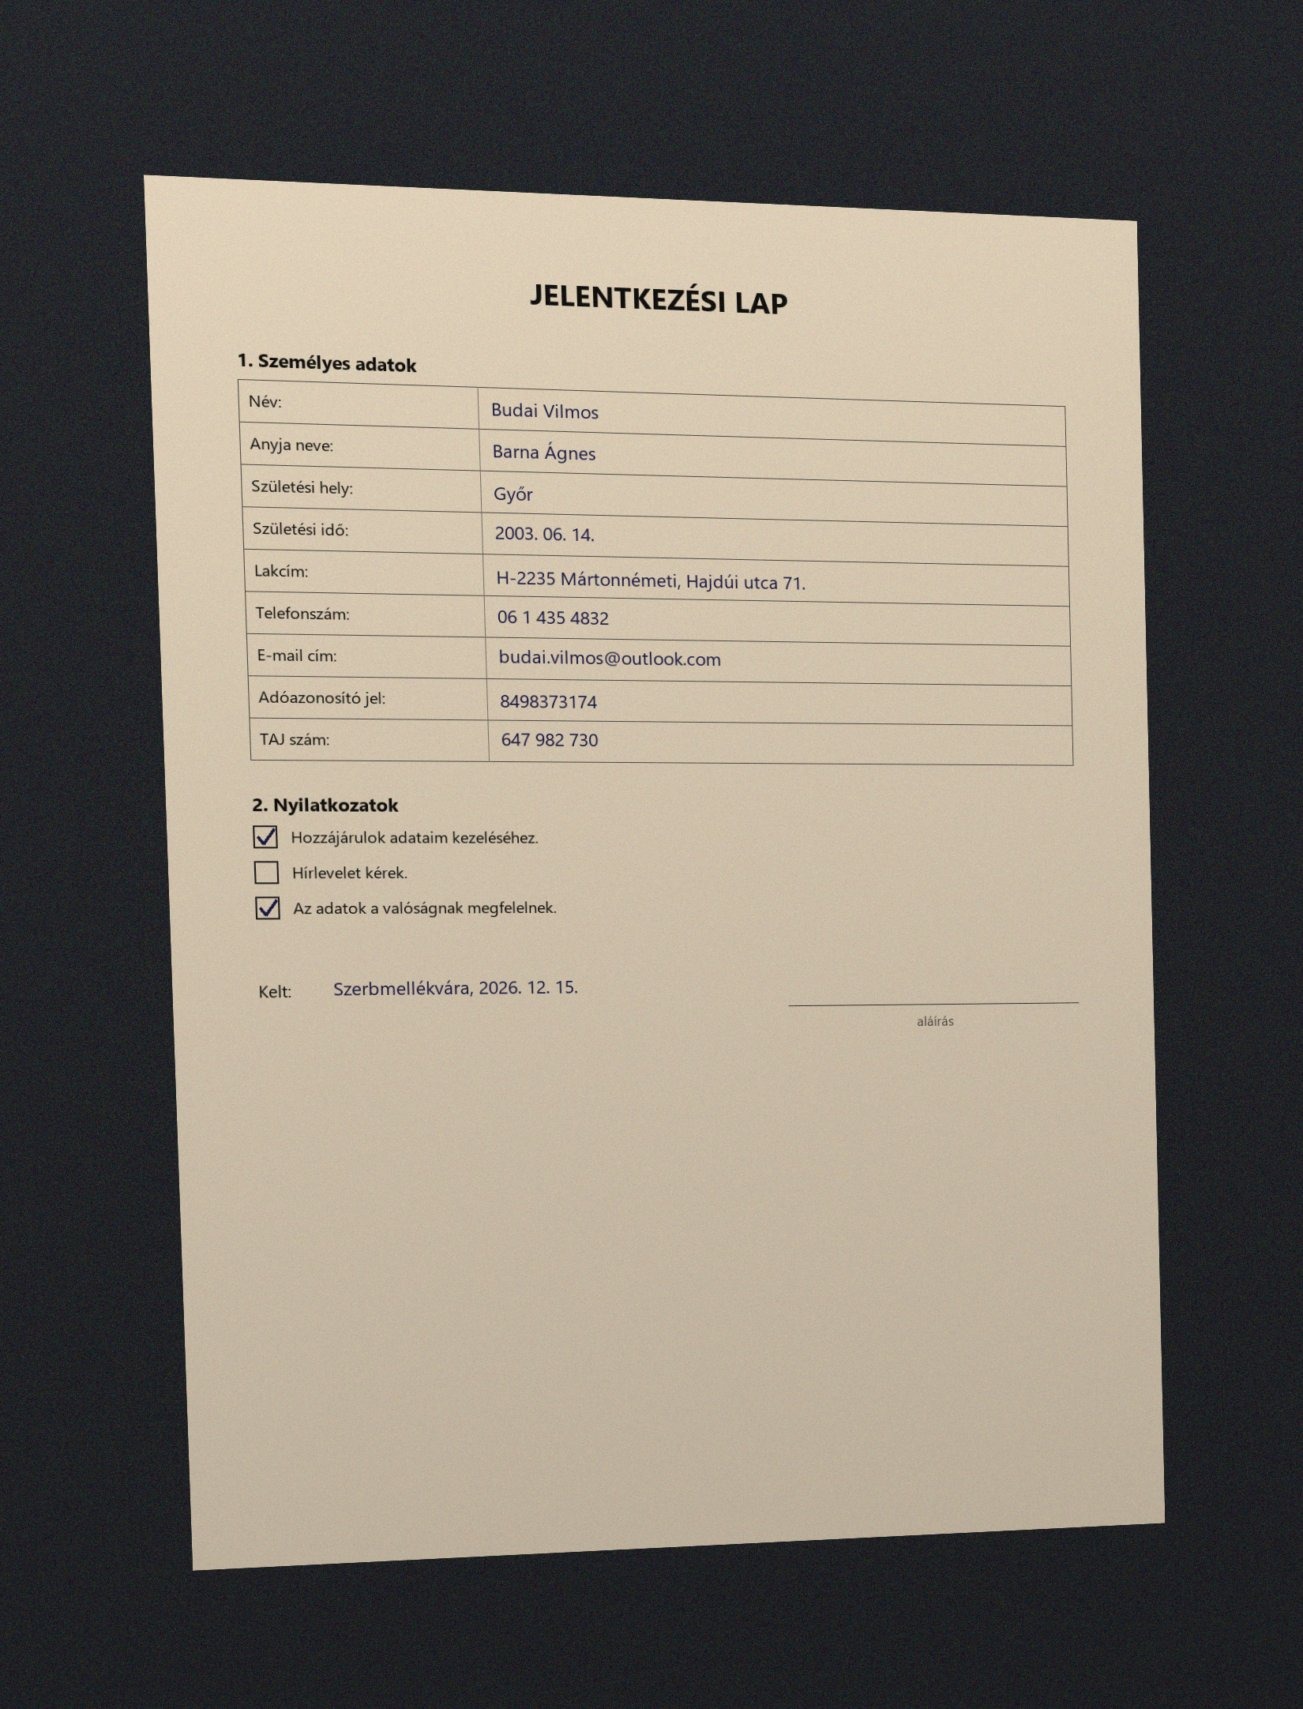 JELENTKEZÉSI LAP
1. Személyes adatok
Név: Budai Vilmos
Anyja neve: Barna Ágnes
Születési hely: Győr
Születési idő: 2003. 06. 14.
Lakcím: H-2235 Mártonnémeti, Hajdúi utca 71.
Telefonszám: 06 1 435 4832
E-mail cím: budai.vilmos@outlook.com
Adóazonosító jel: 8498373174
TAJ szám: 647 982 730
2. Nyilatkozatok
Hozzájárulok adataim kezeléséhez.
Hírlevelet kérek.
Az adatok a valóságnak megfelelnek.
Kelt: Szerbmellékvára, 2026. 12. 15.
aláírás